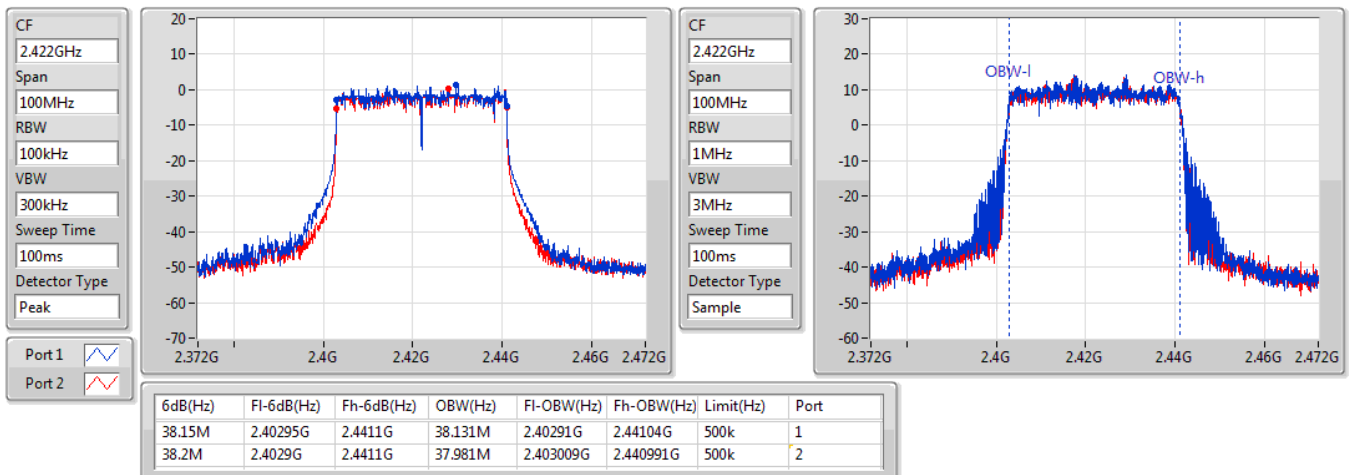 CF
2.422GHz
Span
100MHz
RBW
100kHz
VBW
300kHz
Sweep Time
100ms
Detector Type
Peak
Port 1
Port 2
20
10
0
-10
-20
-30
-40
-50
-60
-70
2.372G 2.4G 2.42G 2.44G 2.46G 2.472G
CF
2.422GHz
Span
100MHz
RBW
1MHz
VBW
3MHz
Sweep Time
100ms
Detector Type
Sample
30
20
10
0
-10
-20
-30
-40
-50
-60
OBW-l OBW-h
2.372G 2.4G 2.42G 2.44G 2.46G 2.472G
6dB(Hz) Fl-6dB(Hz) Fh-6dB(Hz) OBW(Hz) Fl-OBW(Hz) Fh-OBW(Hz) Limit(Hz) Port
38.15M 2.40295G 2.4411G 38.131M 2.40291G 2.44104G 500k 1
38.2M 2.4029G 2.4411G 37.981M 2.403009G 2.440991G 500k 2